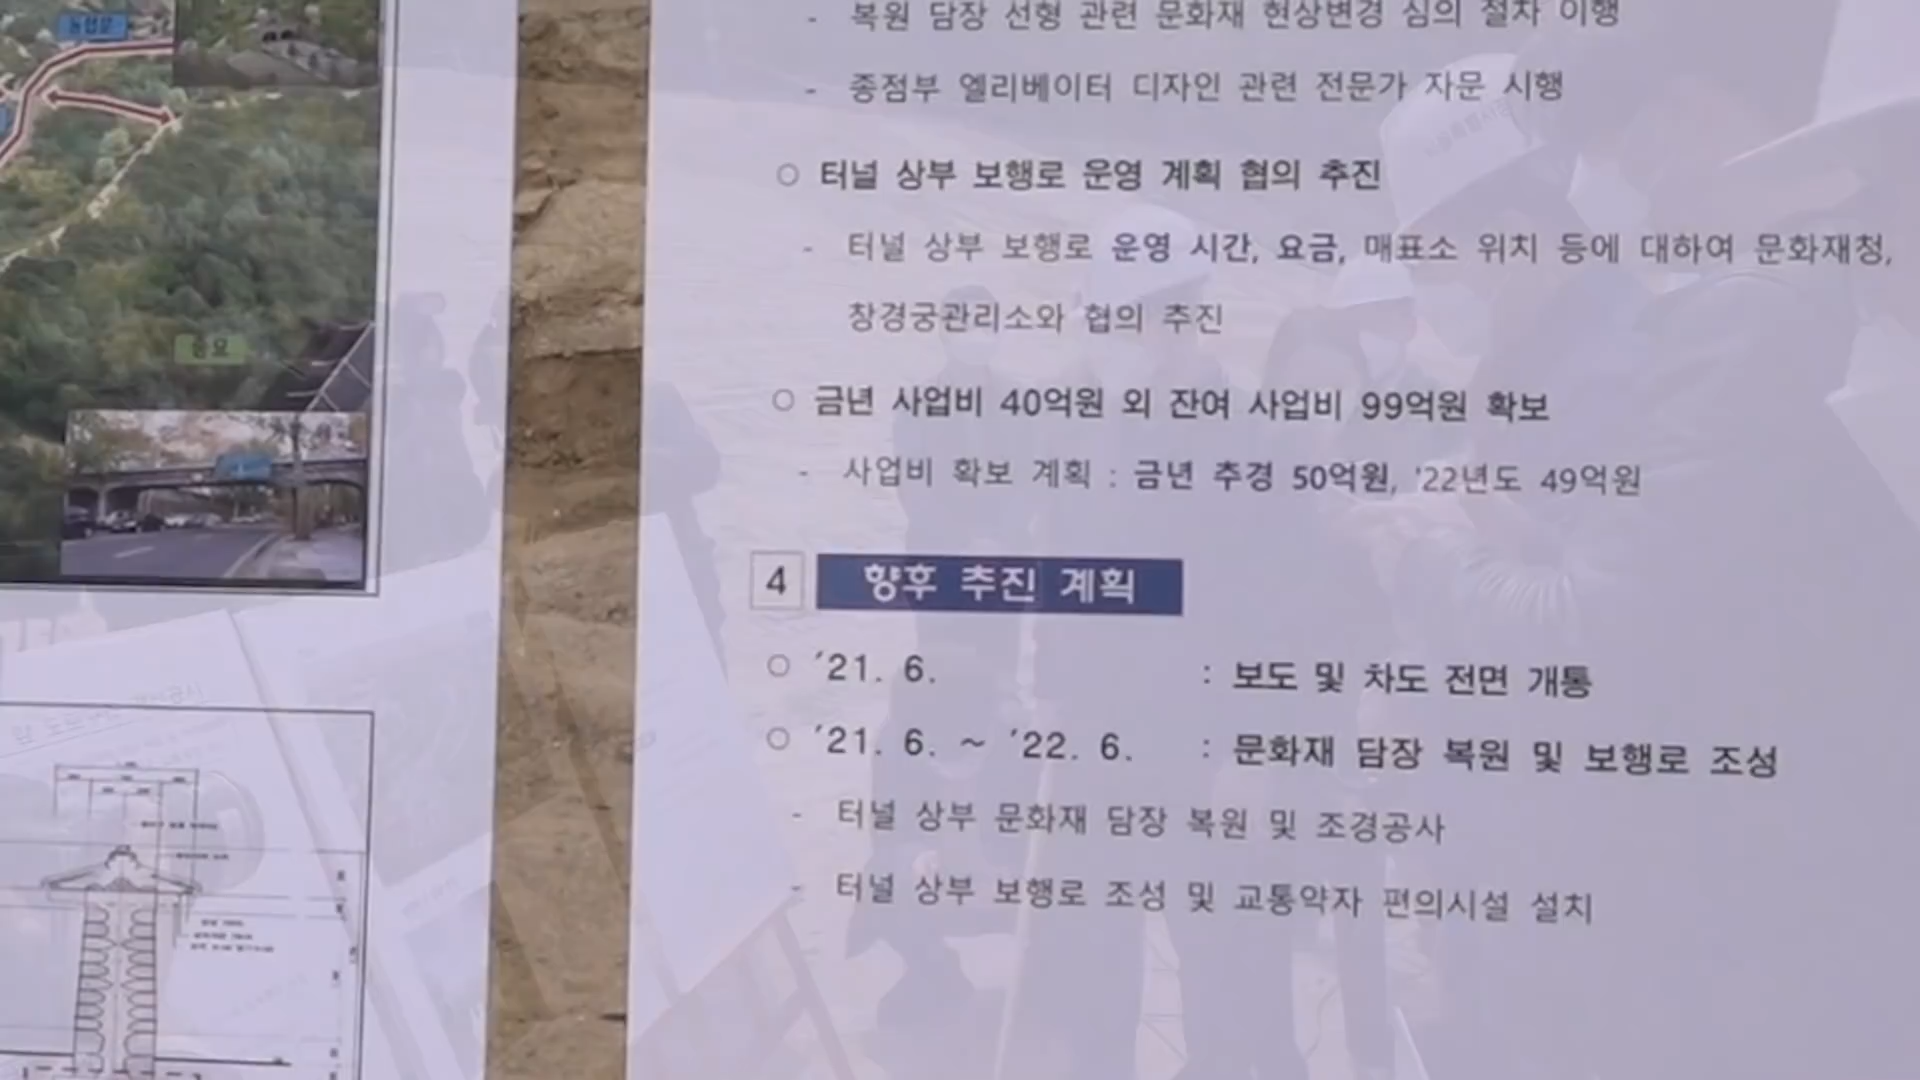 - 복원 담장 선형 관련 문화재 현상변경 심의 절차 이행
- 종점부 엘리베이터 디자인 관련 전문가 자문 시행
○ 터널 상부 보행로 운영 계획 협의 추진
- 터널 상부 보행로 운영 시간, 요금, 매표소 위치 등에 대하여 문화재청,
창경궁관리소와 협의 추진
○ 금년 사업비 40억원 외 잔여 사업비 99억원 확보
- 사업비 확보 계획 : 금년 추경 50억원, '22년도 49억원
4 향후 추진 계획
○ ´21. 6. : 보도 및 차도 전면 개통
○ ´21. 6. ~ ´22. 6. : 문화재 담장 복원 및 보행로 조성
- 터널 상부 문화재 담장 복원 및 조경공사
- 터널 상부 보행로 조성 및 교통약자 편의시설 설치
종묘